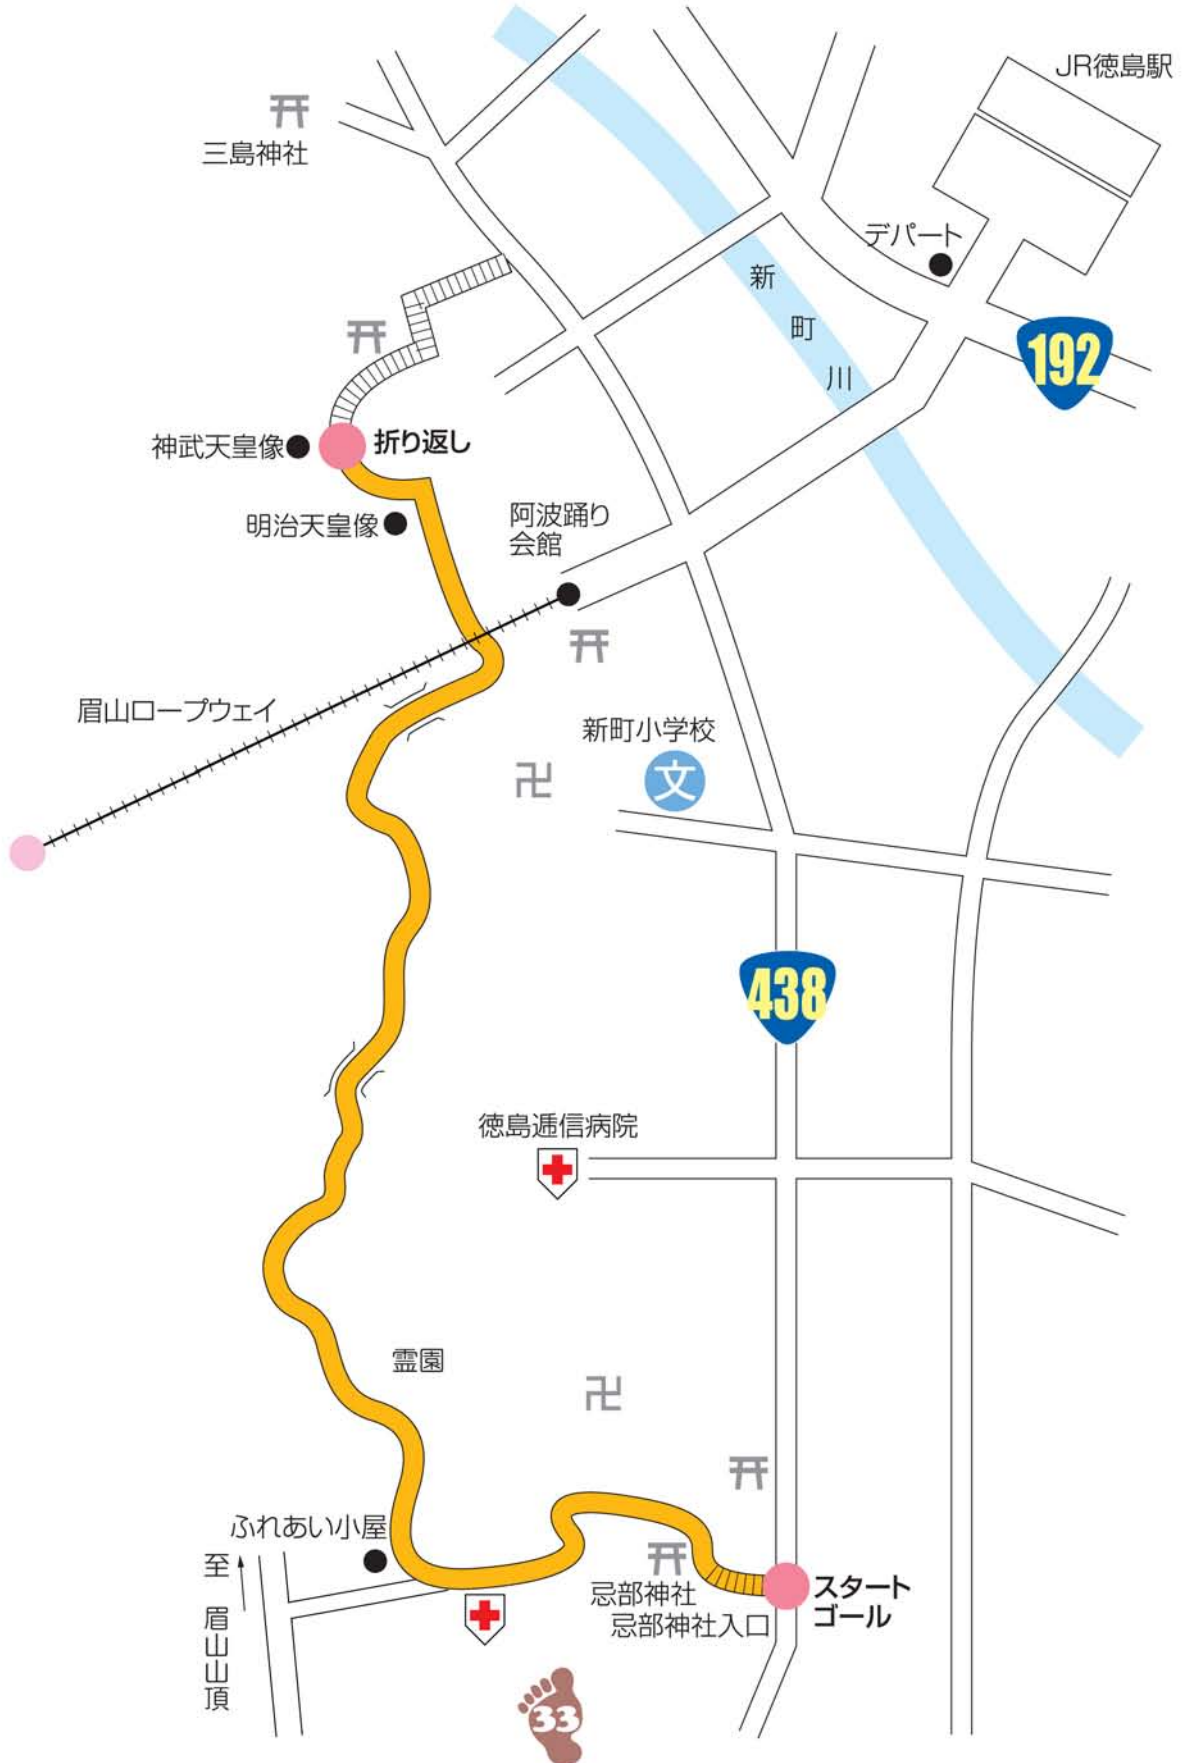 JR徳島駅
三島神社
デパート
新町川
192
神武天皇像
折り返し
明治天皇像
阿波踊り
会館
眉山ロープウェイ
新町小学校
文
438
徳島逓信病院
霊園
ふれあい小屋
至 眉山山頂
忌部神社
忌部神社入口
スタート
ゴール
33